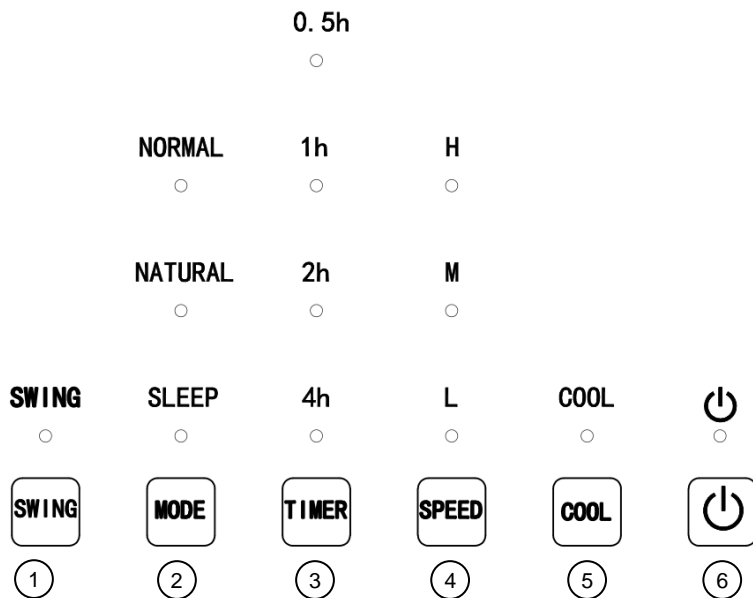 0.5h
NORMAL 1h H
NATURAL 2h M
SWING SLEEP 4h L COOL
SWING MODE TIMER SPEED COOL
1 2 3 4 5 6